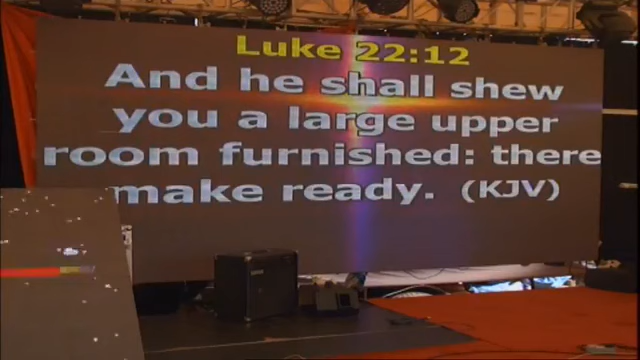 Luke 22:12
And he shall shew
you a large upper
room furnished: there
make ready. (KJV)